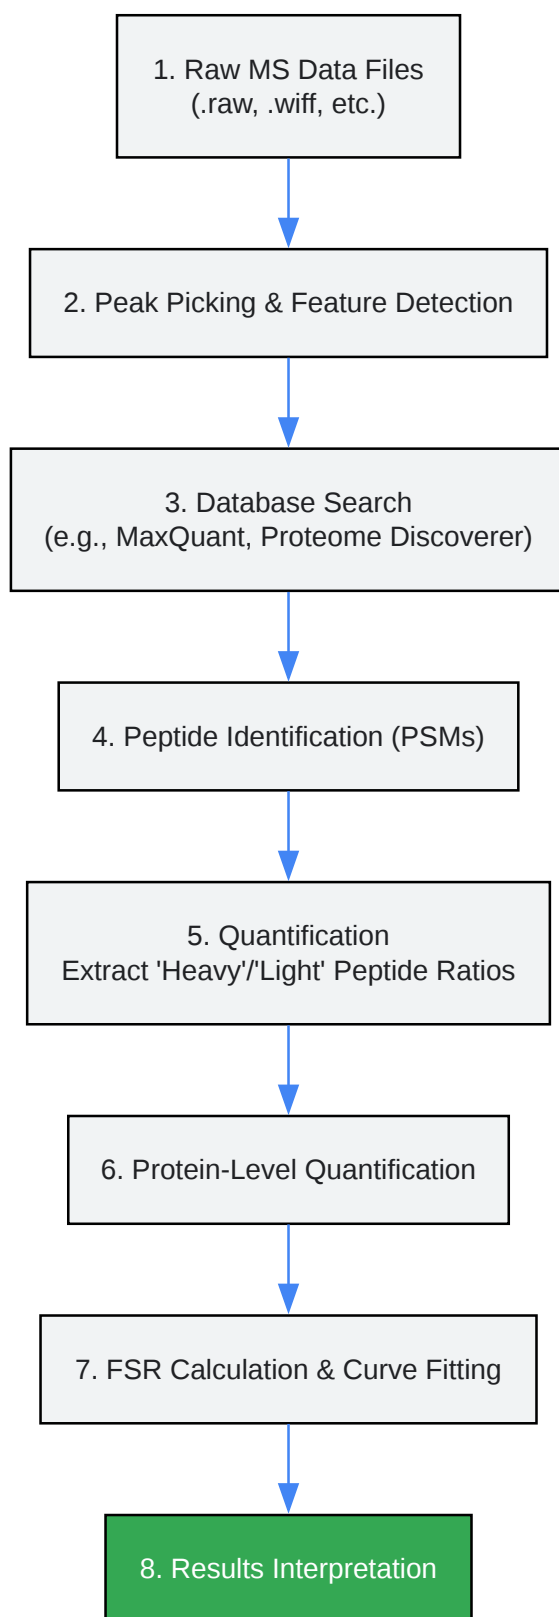 1. Raw MS Data Files
(.raw, .wiff, etc.)
2. Peak Picking & Feature Detection
3. Database Search
(e.g., MaxQuant, Proteome Discoverer)
4. Peptide Identification (PSMs)
5. Quantification
Extract 'Heavy'/'Light' Peptide Ratios
6. Protein-Level Quantification
7. FSR Calculation & Curve Fitting
8. Results Interpretation